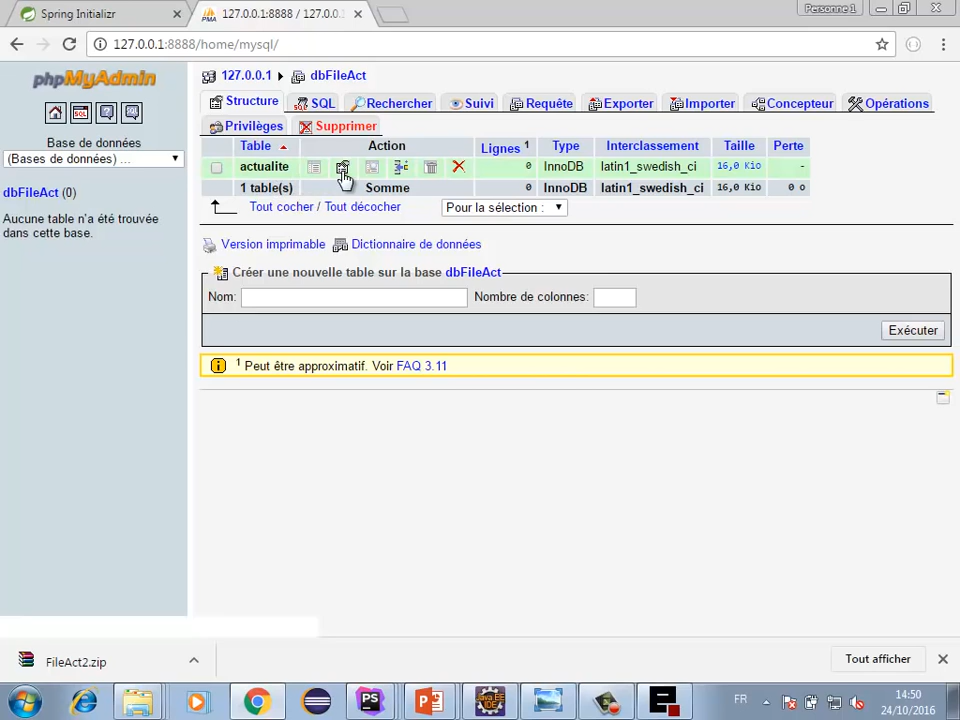 Spring Initializr
127.0.0.1:8888 / 127.0.0.1
Personne 1
127.0.0.1:8888/home/mysql/
phpMyAdmin
127.0.0.1 dbFileAct
Structure SQL Rechercher Suivi Requête Exporter Importer Concepteur Opérations
Privilèges Supprimer
Base de données
(Bases de données) ...
dbFileAct (0)
Aucune table n'a été trouvée
dans cette base.
Table Action Lignes 1 Type Interclassement Taille Perte
actualite 0 InnoDB latin1_swedish_ci 16,0 Kio -
1 table(s) Somme 0 InnoDB latin1_swedish_ci 16,0 Kio 0 o
Tout cocher / Tout décocher Pour la sélection :
Version imprimable Dictionnaire de données
Créer une nouvelle table sur la base dbFileAct
Nom: Nombre de colonnes:
Exécuter
1 Peut être approximatif. Voir FAQ 3.11
FileAct2.zip
Tout afficher
FR
14:50
24/10/2016